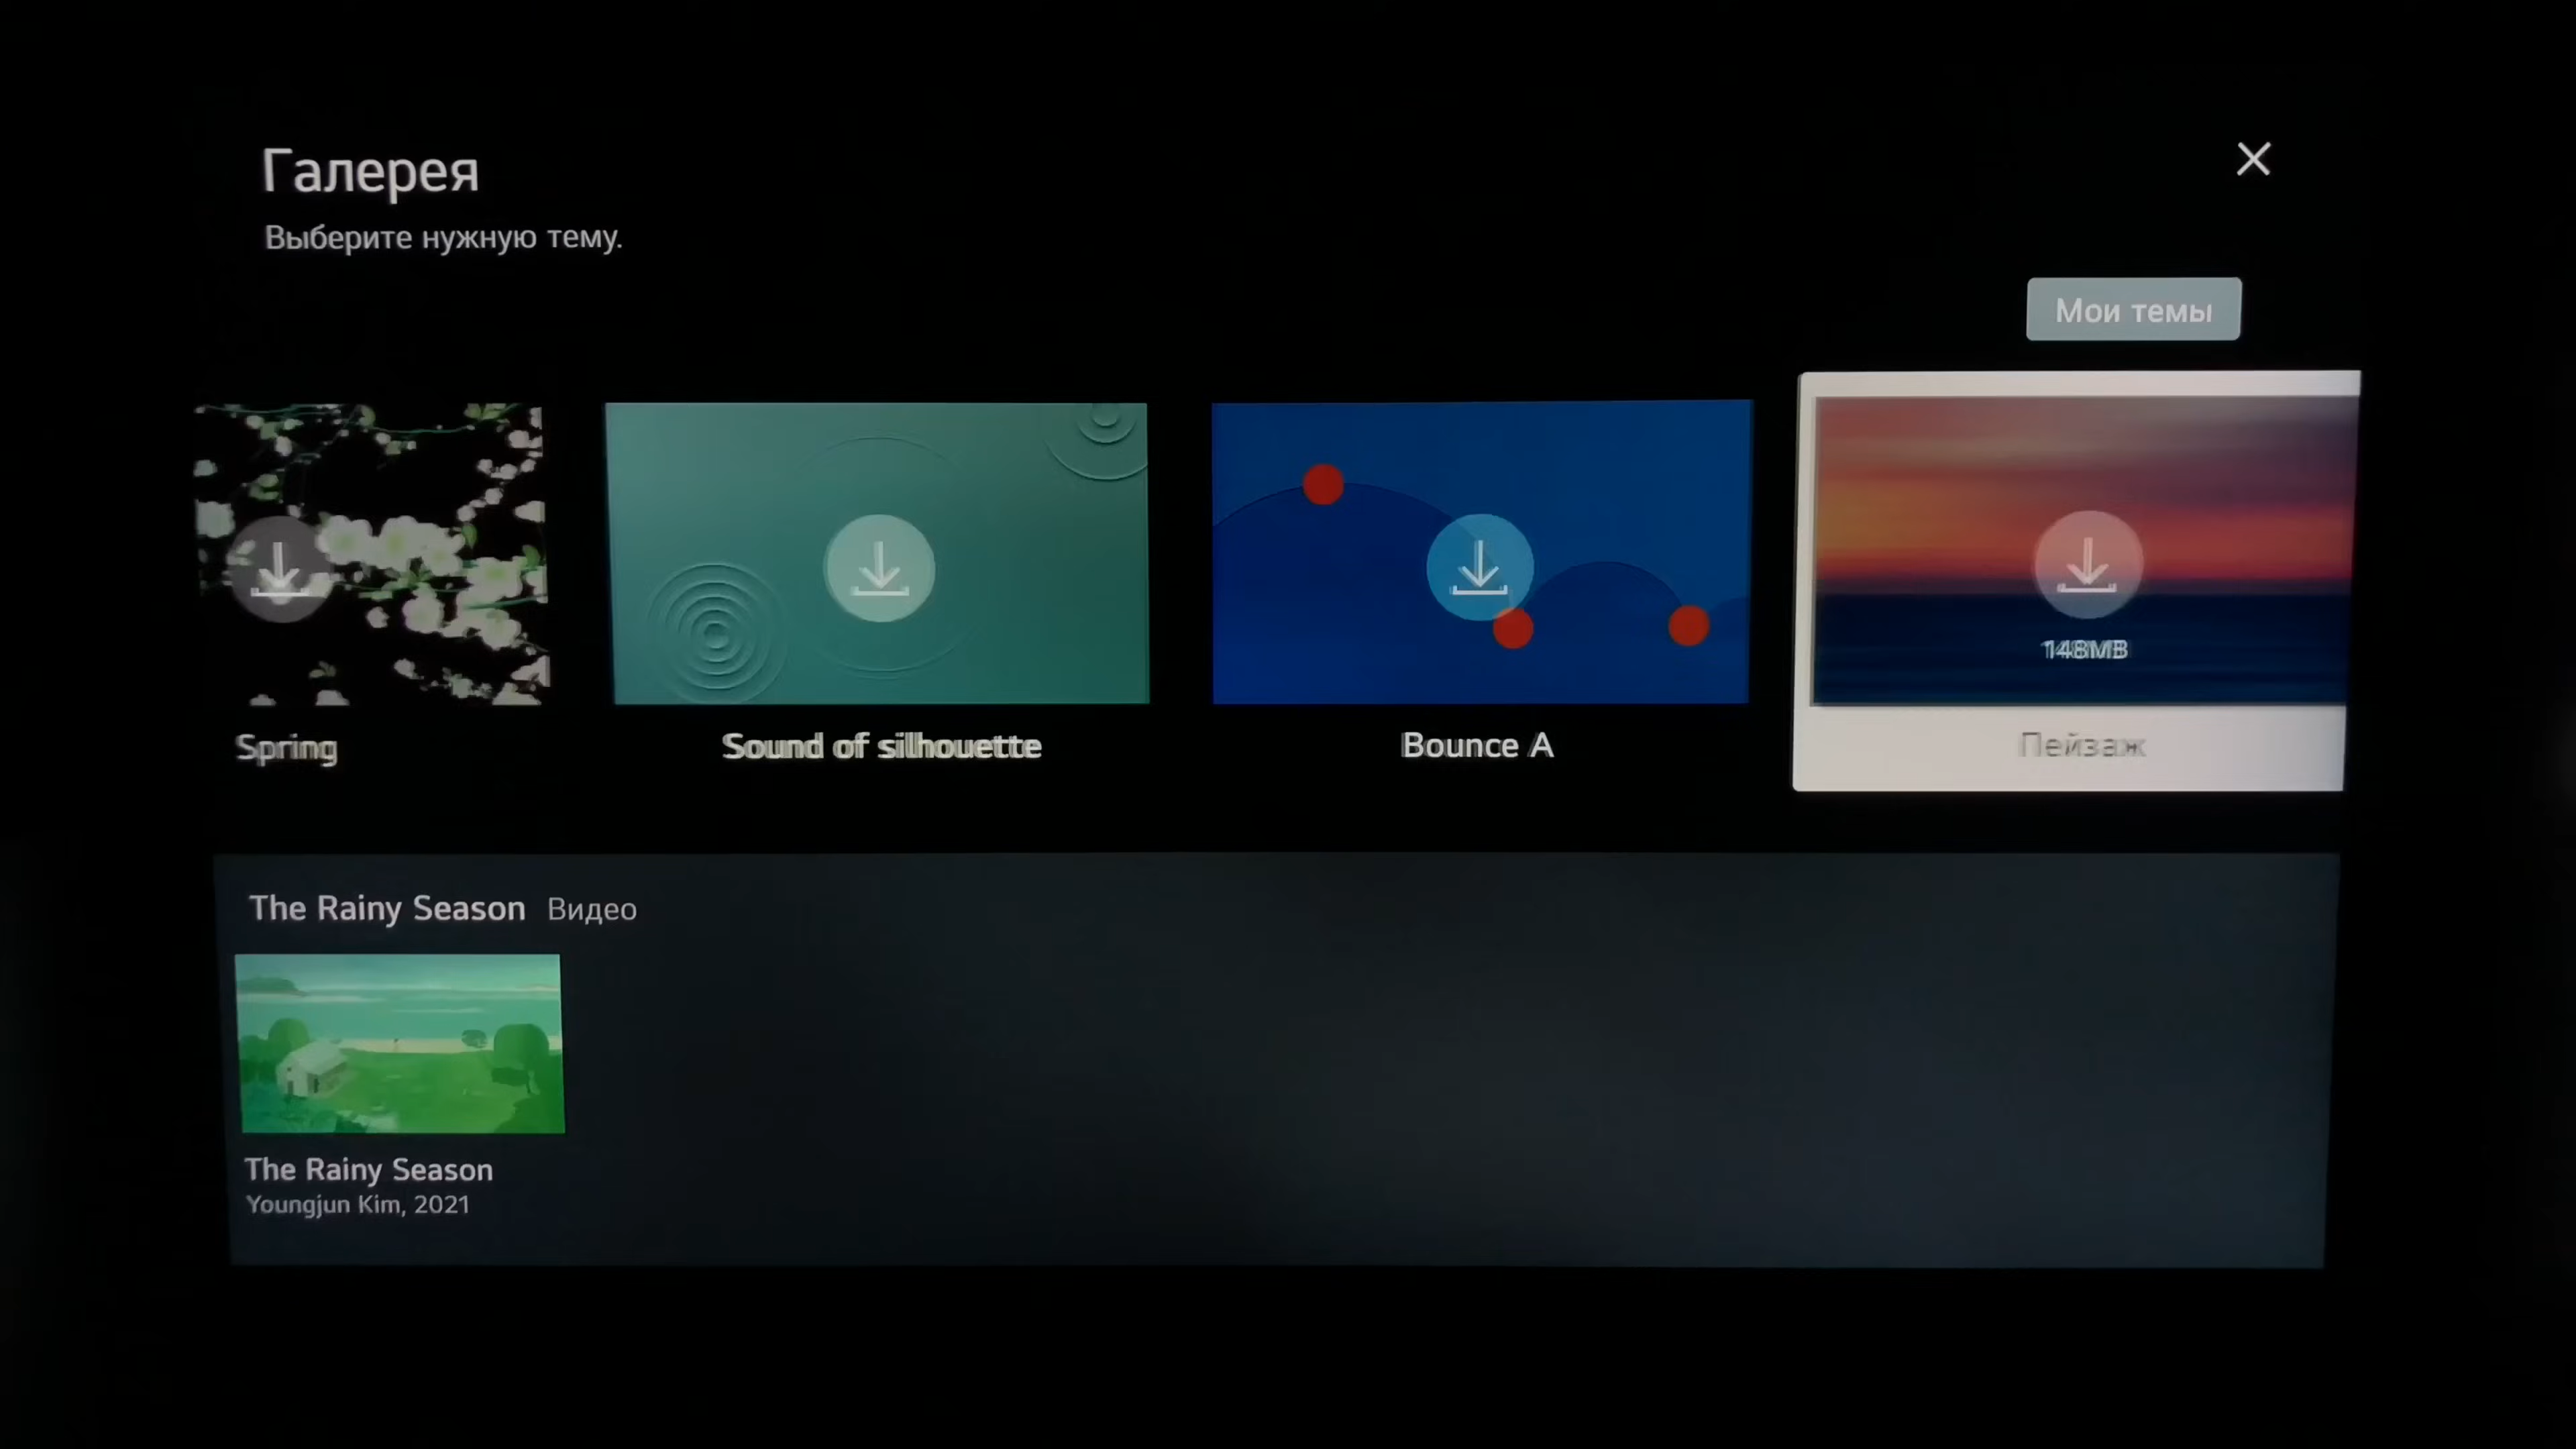 Галерея
Выберите нужную тему.
Мои темы
148MB
Spring
Sound of silhouette
Bounce A
Пейзаж
The Rainy Season Видео
The Rainy Season
Youngjun Kim, 2021